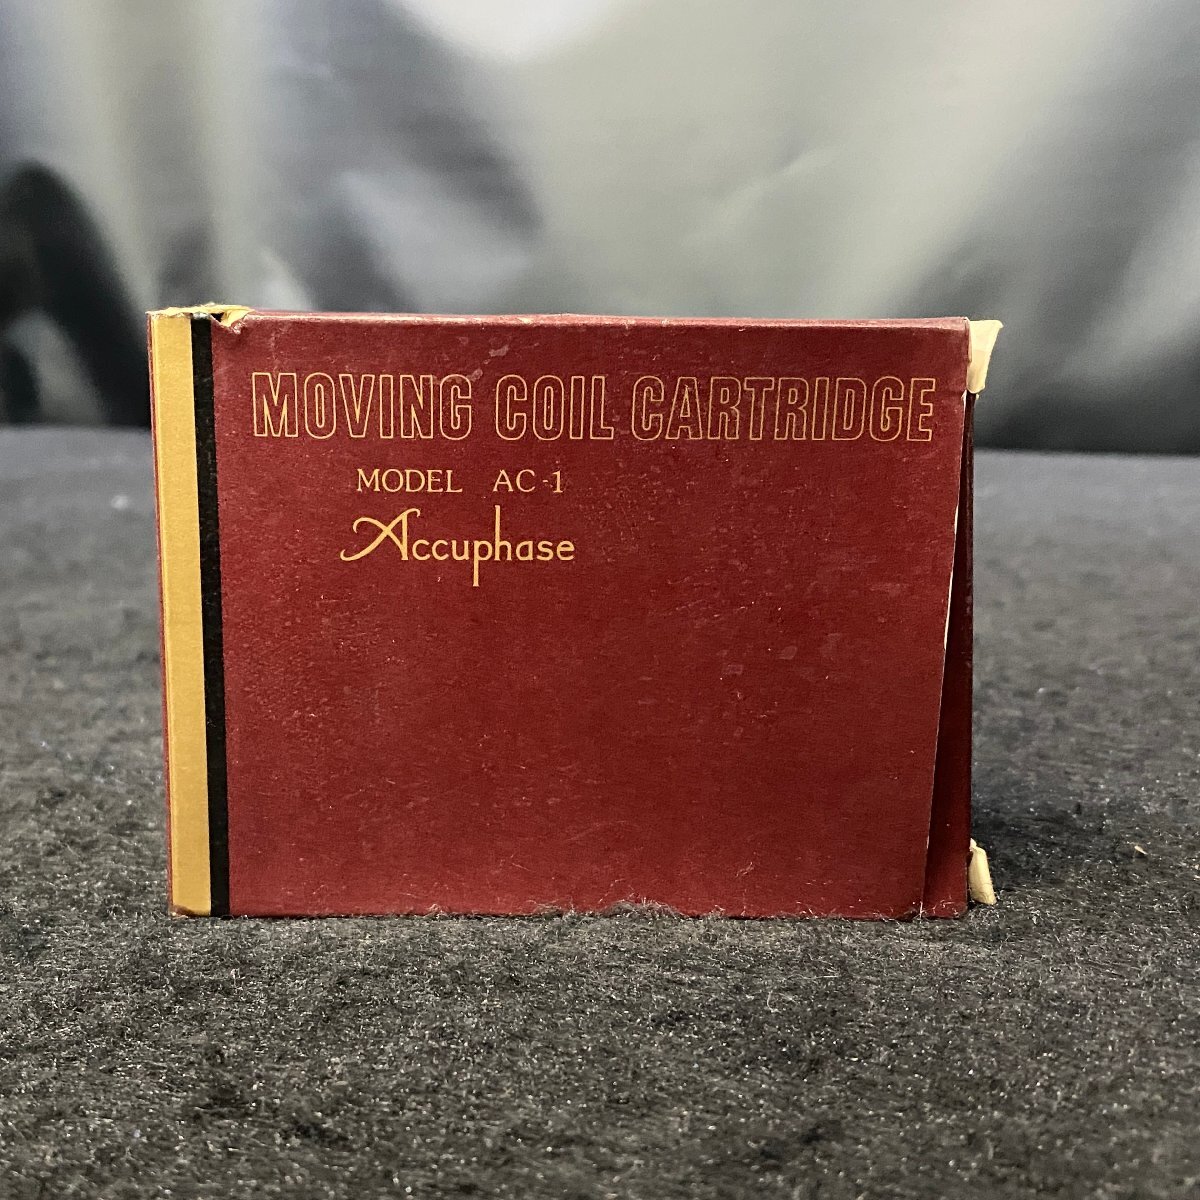 MOVING COIL CARTRIDGE
MODEL AC-1
Accuphase